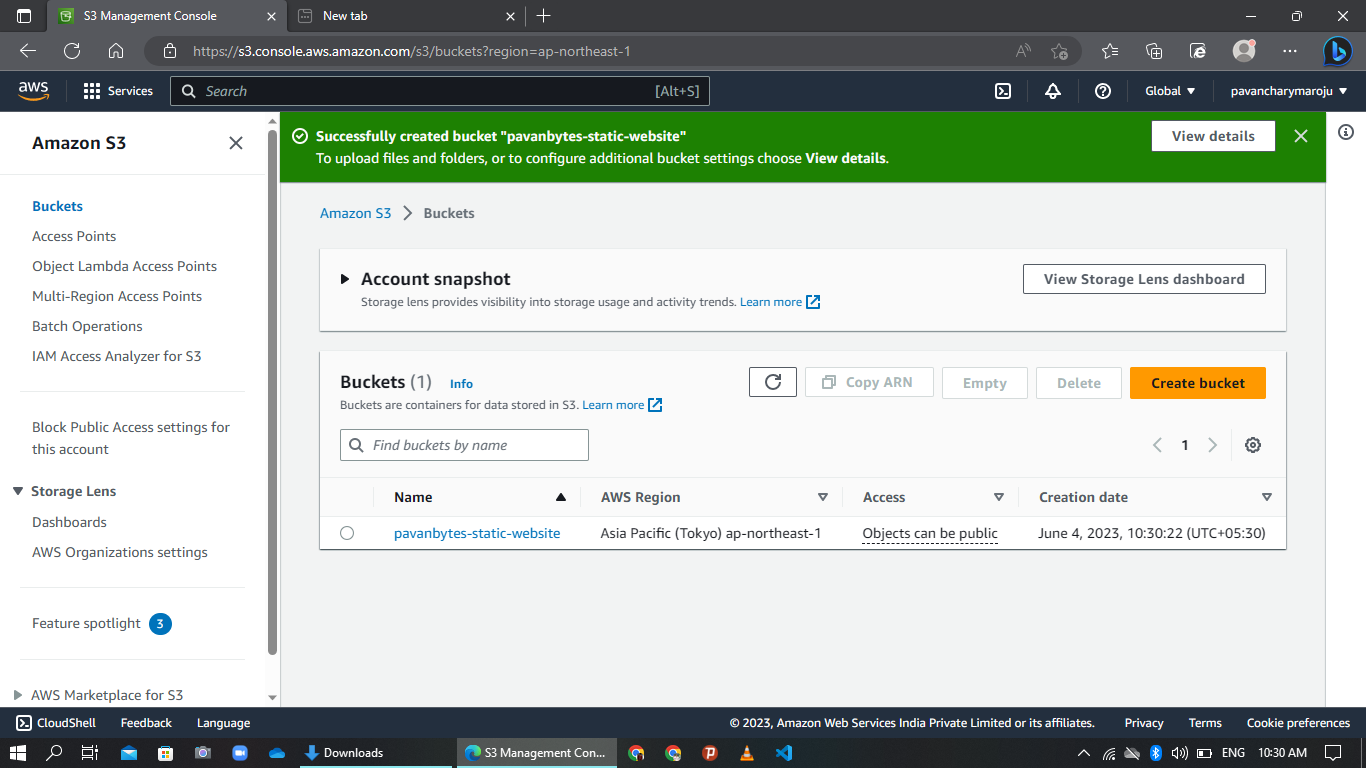 S3 Management Console
New tab
https://s3.console.aws.amazon.com/s3/buckets?region=ap-northeast-1
aws
Services
Search
[Alt+S]
Global
pavancharymaroju
Amazon S3
Buckets
Access Points
Object Lambda Access Points
Multi-Region Access Points
Batch Operations
IAM Access Analyzer for S3
Block Public Access settings for
this account
Storage Lens
Dashboards
AWS Organizations settings
Feature spotlight 3
AWS Marketplace for S3
Successfully created bucket "pavanbytes-static-website"
To upload files and folders, or to configure additional bucket settings choose View details.
View details
Amazon S3 Buckets
Account snapshot
Storage lens provides visibility into storage usage and activity trends. Learn more
View Storage Lens dashboard
Buckets (1) Info
Buckets are containers for data stored in S3. Learn more
Copy ARN
Empty
Delete
Create bucket
Find buckets by name
1
Name AWS Region Access Creation date
pavanbytes-static-website Asia Pacific (Tokyo) ap-northeast-1 Objects can be public June 4, 2023, 10:30:22 (UTC+05:30)
CloudShell Feedback Language © 2023, Amazon Web Services India Private Limited or its affiliates. Privacy Terms Cookie preferences
Downloads S3 Management Con... ENG 10:30 AM